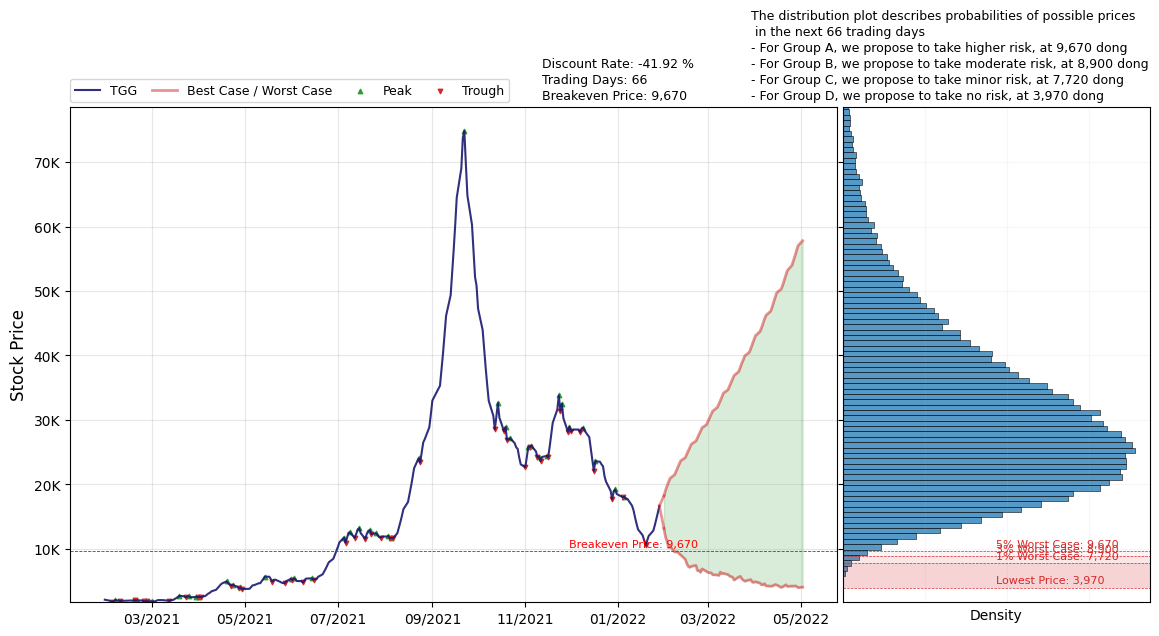 The distribution plot describes probabilities of possible prices
in the next 66 trading days
- For Group A, we propose to take higher risk, at 9,670 dong
- For Group B, we propose to take moderate risk, at 8,900 dong
- For Group C, we propose to take minor risk, at 7,720 dong
- For Group D, we propose to take no risk, at 3,970 dong
Discount Rate: -41.92 %
Trading Days: 66
Breakeven Price: 9,670
TGG
Best Case / Worst Case
Peak
Trough
Stock Price
70K
60K
50K
40K
30K
20K
10K
Breakeven Price: 9,670
03/2021
05/2021
07/2021
09/2021
11/2021
01/2022
03/2022
05/2022
5% Worst Case: 9,670
3% Worst Case: 8,900
1% Worst Case: 7,720
Lowest Price: 3,970
Density